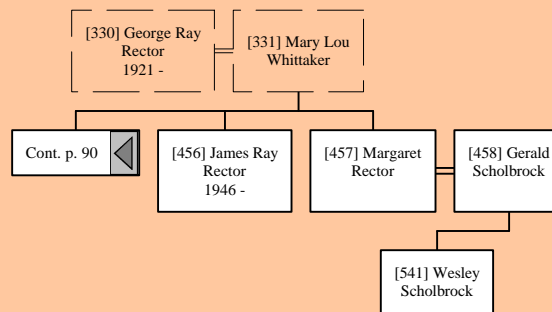 [330] George Ray
Rector
1921 -
[331] Mary Lou
Whittaker
Cont. p. 90
[456] James Ray
Rector
1946 -
[457] Margaret
Rector
[458] Gerald
Scholbrock
[541] Wesley
Scholbrock